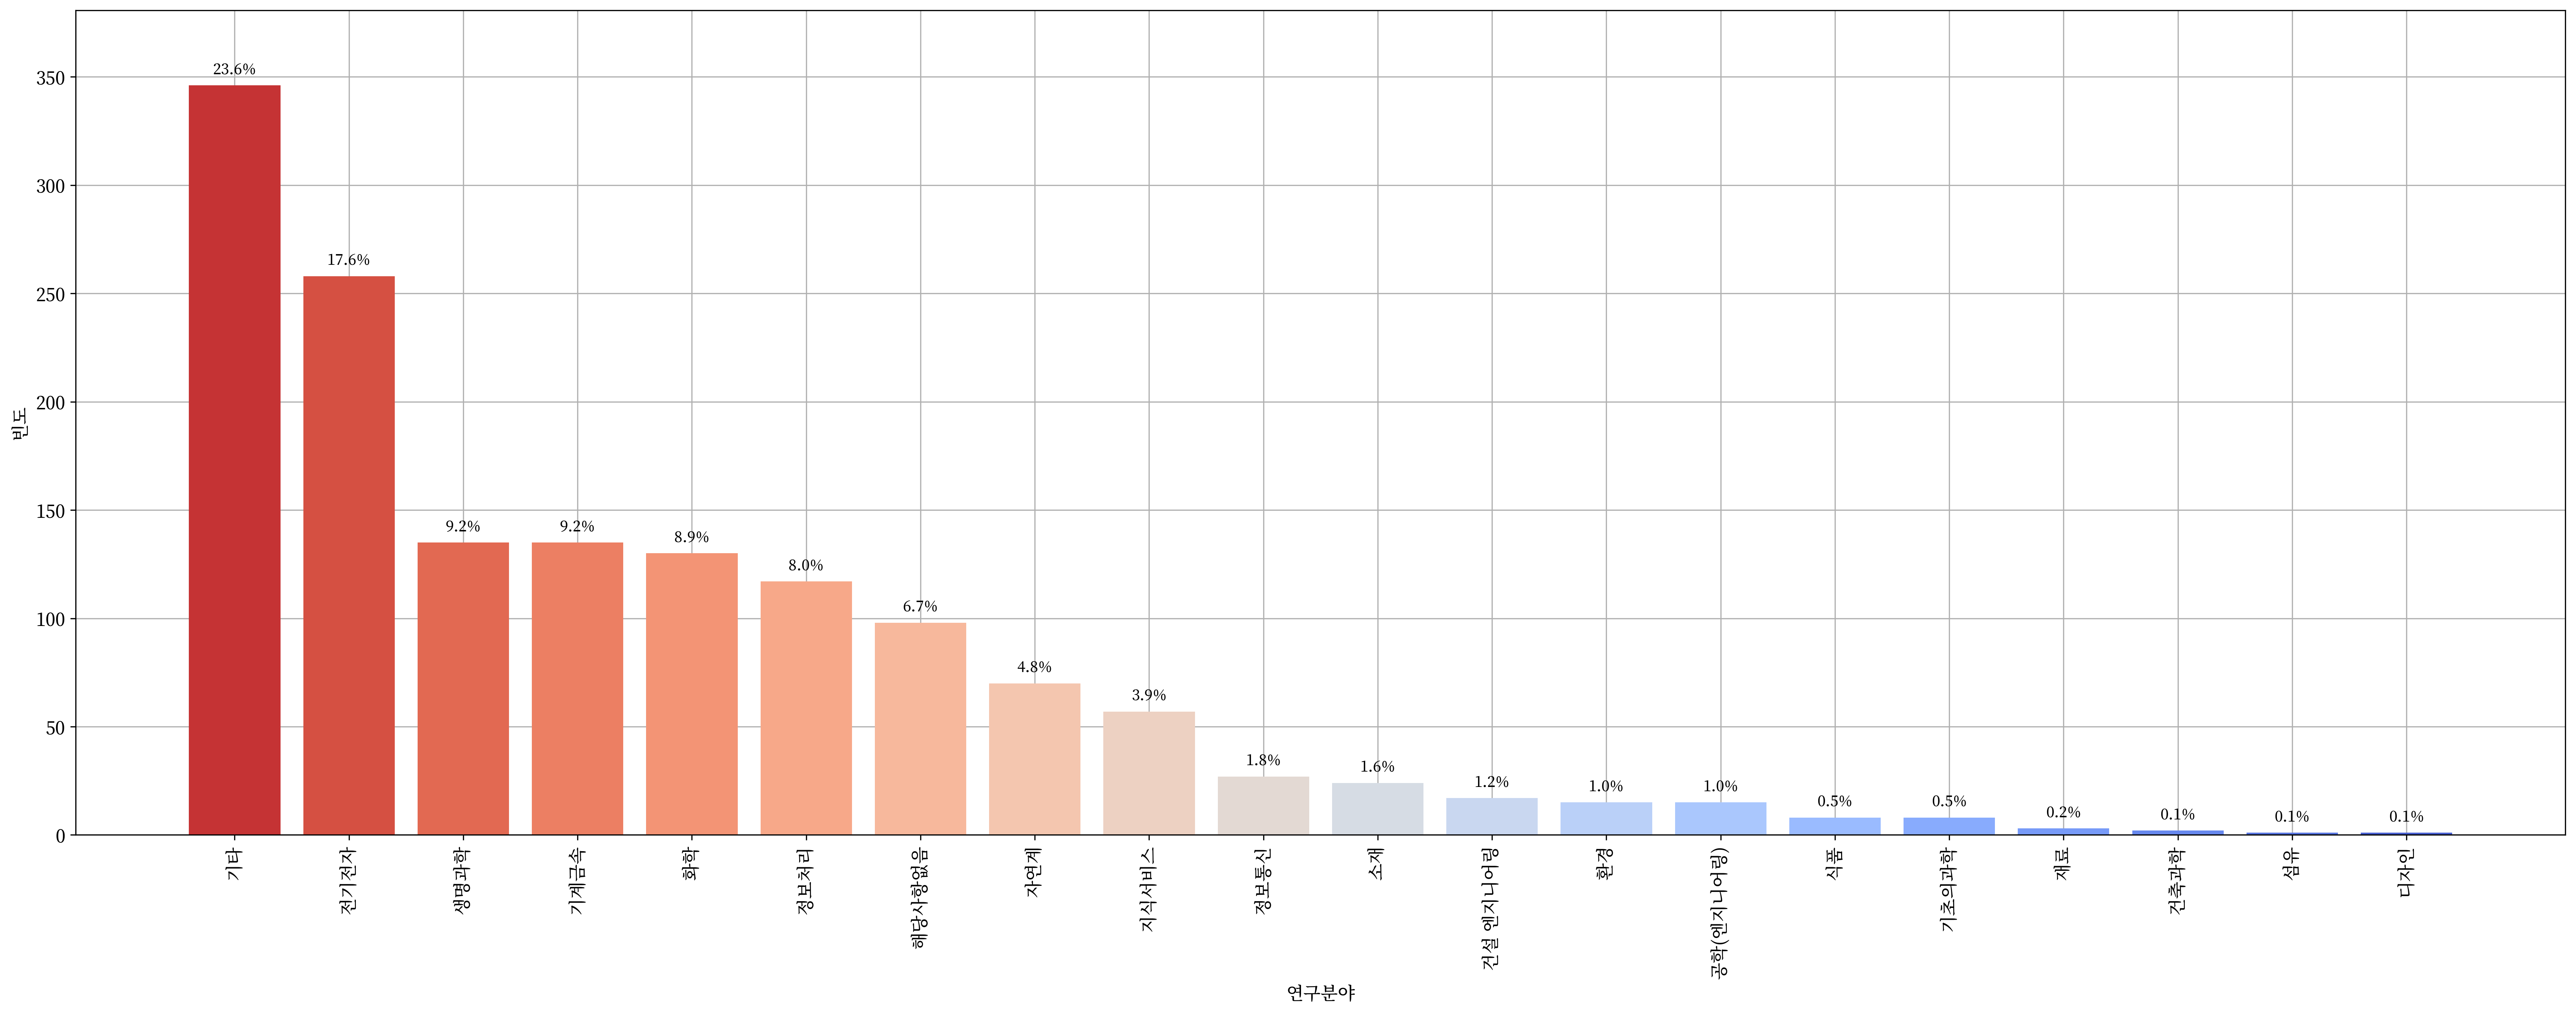 350
300
250
200
150
100
50
0
빈도
23.6%
17.6%
9.2%
9.2%
8.9%
8.0%
6.7%
4.8%
3.9%
1.8%
1.6%
1.2%
1.0%
1.0%
0.5%
0.5%
0.2%
0.1%
0.1%
0.1%
기타
전기전자
생명과학
기계금속
화학
정보처리
해당사항없음
자연계
지식서비스
정보통신
소재
건설 엔지니어링
환경
공학(엔지니어링)
식품
기초의과학
재료
건축과학
섬유
디자인
연구분야